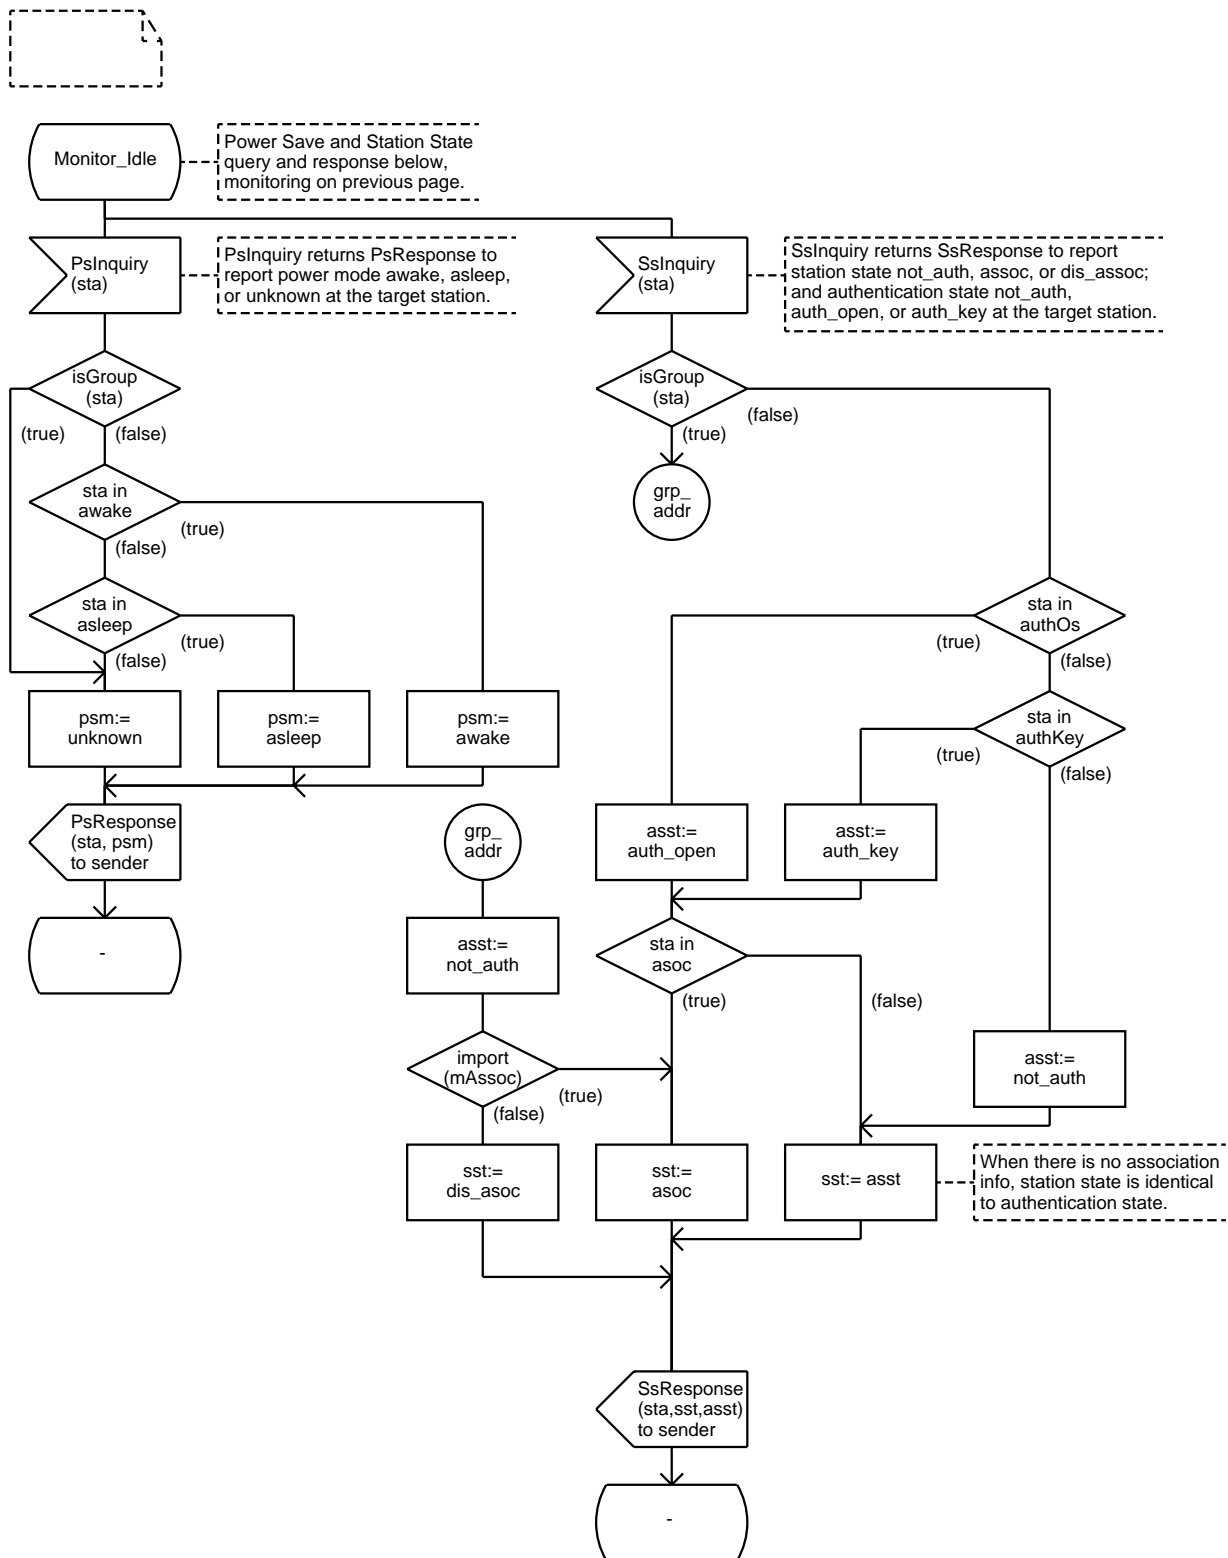 Monitor_Idle
Power Save and Station State
query and response below,
monitoring on previous page.
PsInquiry
(sta)
PsInquiry returns PsResponse to
report power mode awake, asleep,
or unknown at the target station.
SsInquiry
(sta)
SsInquiry returns SsResponse to report
station state not_auth, assoc, or dis_assoc;
and authentication state not_auth,
auth_open, or auth_key at the target station.
isGroup
(sta)
(true)
(false)
isGroup
(sta)
(false)
(true)
grp_
addr
sta in
awake
(true)
(false)
sta in
asleep
(true)
(false)
sta in
authOs
(true)
(false)
psm:=
unknown
psm:=
asleep
psm:=
awake
sta in
authKey
(true)
(false)
PsResponse
(sta, psm)
to sender
-
grp_
addr
asst:=
auth_open
asst:=
auth_key
asst:=
not_auth
sta in
asoc
(true)
(false)
import
(mAssoc)
(true)
(false)
asst:=
not_auth
sst:=
dis_asoc
sst:=
asoc
sst:= asst
When there is no association
info, station state is identical
to authentication state.
SsResponse
(sta,sst,asst)
to sender
-